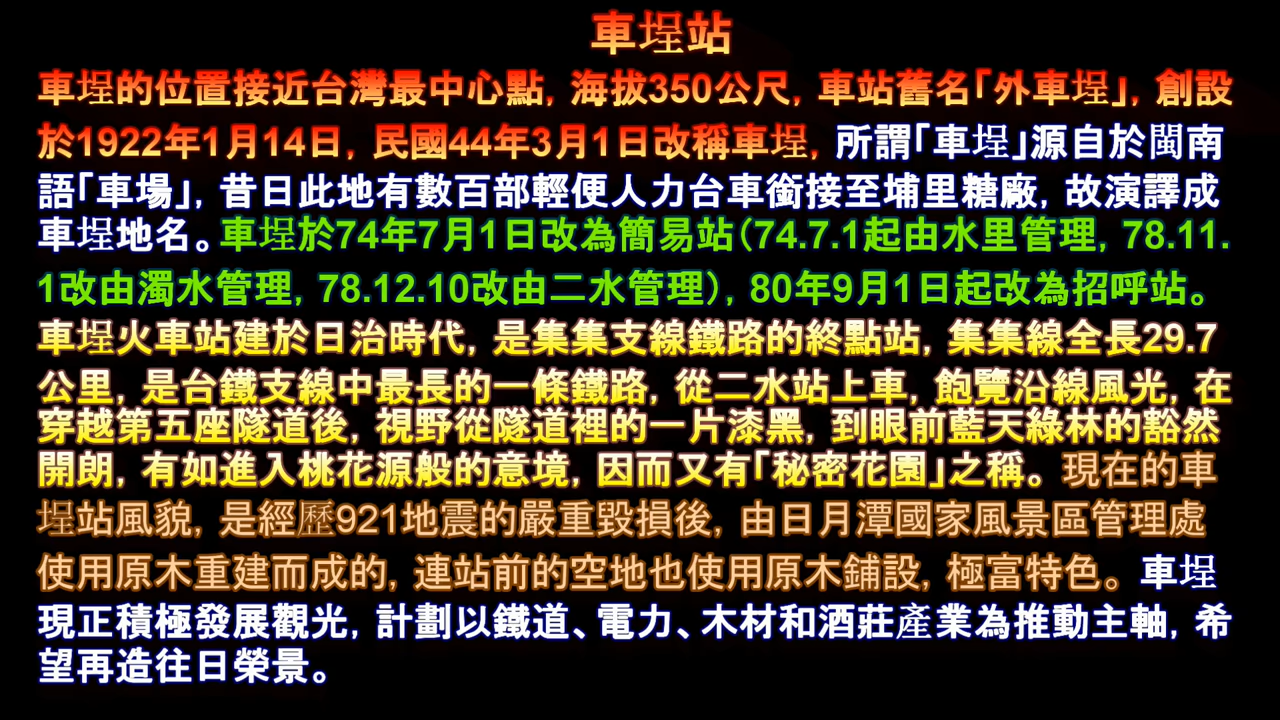 車埕站
車埕的位置接近台灣最中心點, 海拔350公尺, 車站舊名「外車埕」, 創設
於1922年1月14日, 民國44年3月1日改稱車埕, 所謂「車埕」源自於閩南
語「車場」, 昔日此地有數百部輕便人力台車銜接至埔里糖廠, 故演譯成
車埕地名。車埕於74年7月1日改為簡易站(74.7.1起由水里管理, 78.11.
1改由濁水管理, 78.12.10改由二水管理), 80年9月1日起改為招呼站。
車埕火車站建於日治時代, 是集集支線鐵路的終點站, 集集線全長29.7
公里, 是台鐵支線中最長的一條鐵路, 從二水站上車, 飽覽沿線風光, 在
穿越第五座隧道後, 視野從隧道裡的一片漆黑, 到眼前藍天綠林的豁然
開朗, 有如進入桃花源般的意境, 因而又有「秘密花園」之稱。現在的車
埕站風貌, 是經歷921地震的嚴重毀損後, 由日月潭國家風景區管理處
使用原木重建而成的, 連站前的空地也使用原木鋪設, 極富特色。車埕
現正積極發展觀光, 計劃以鐵道、電力、木材和酒莊產業為推動主軸, 希
望再造往日榮景。